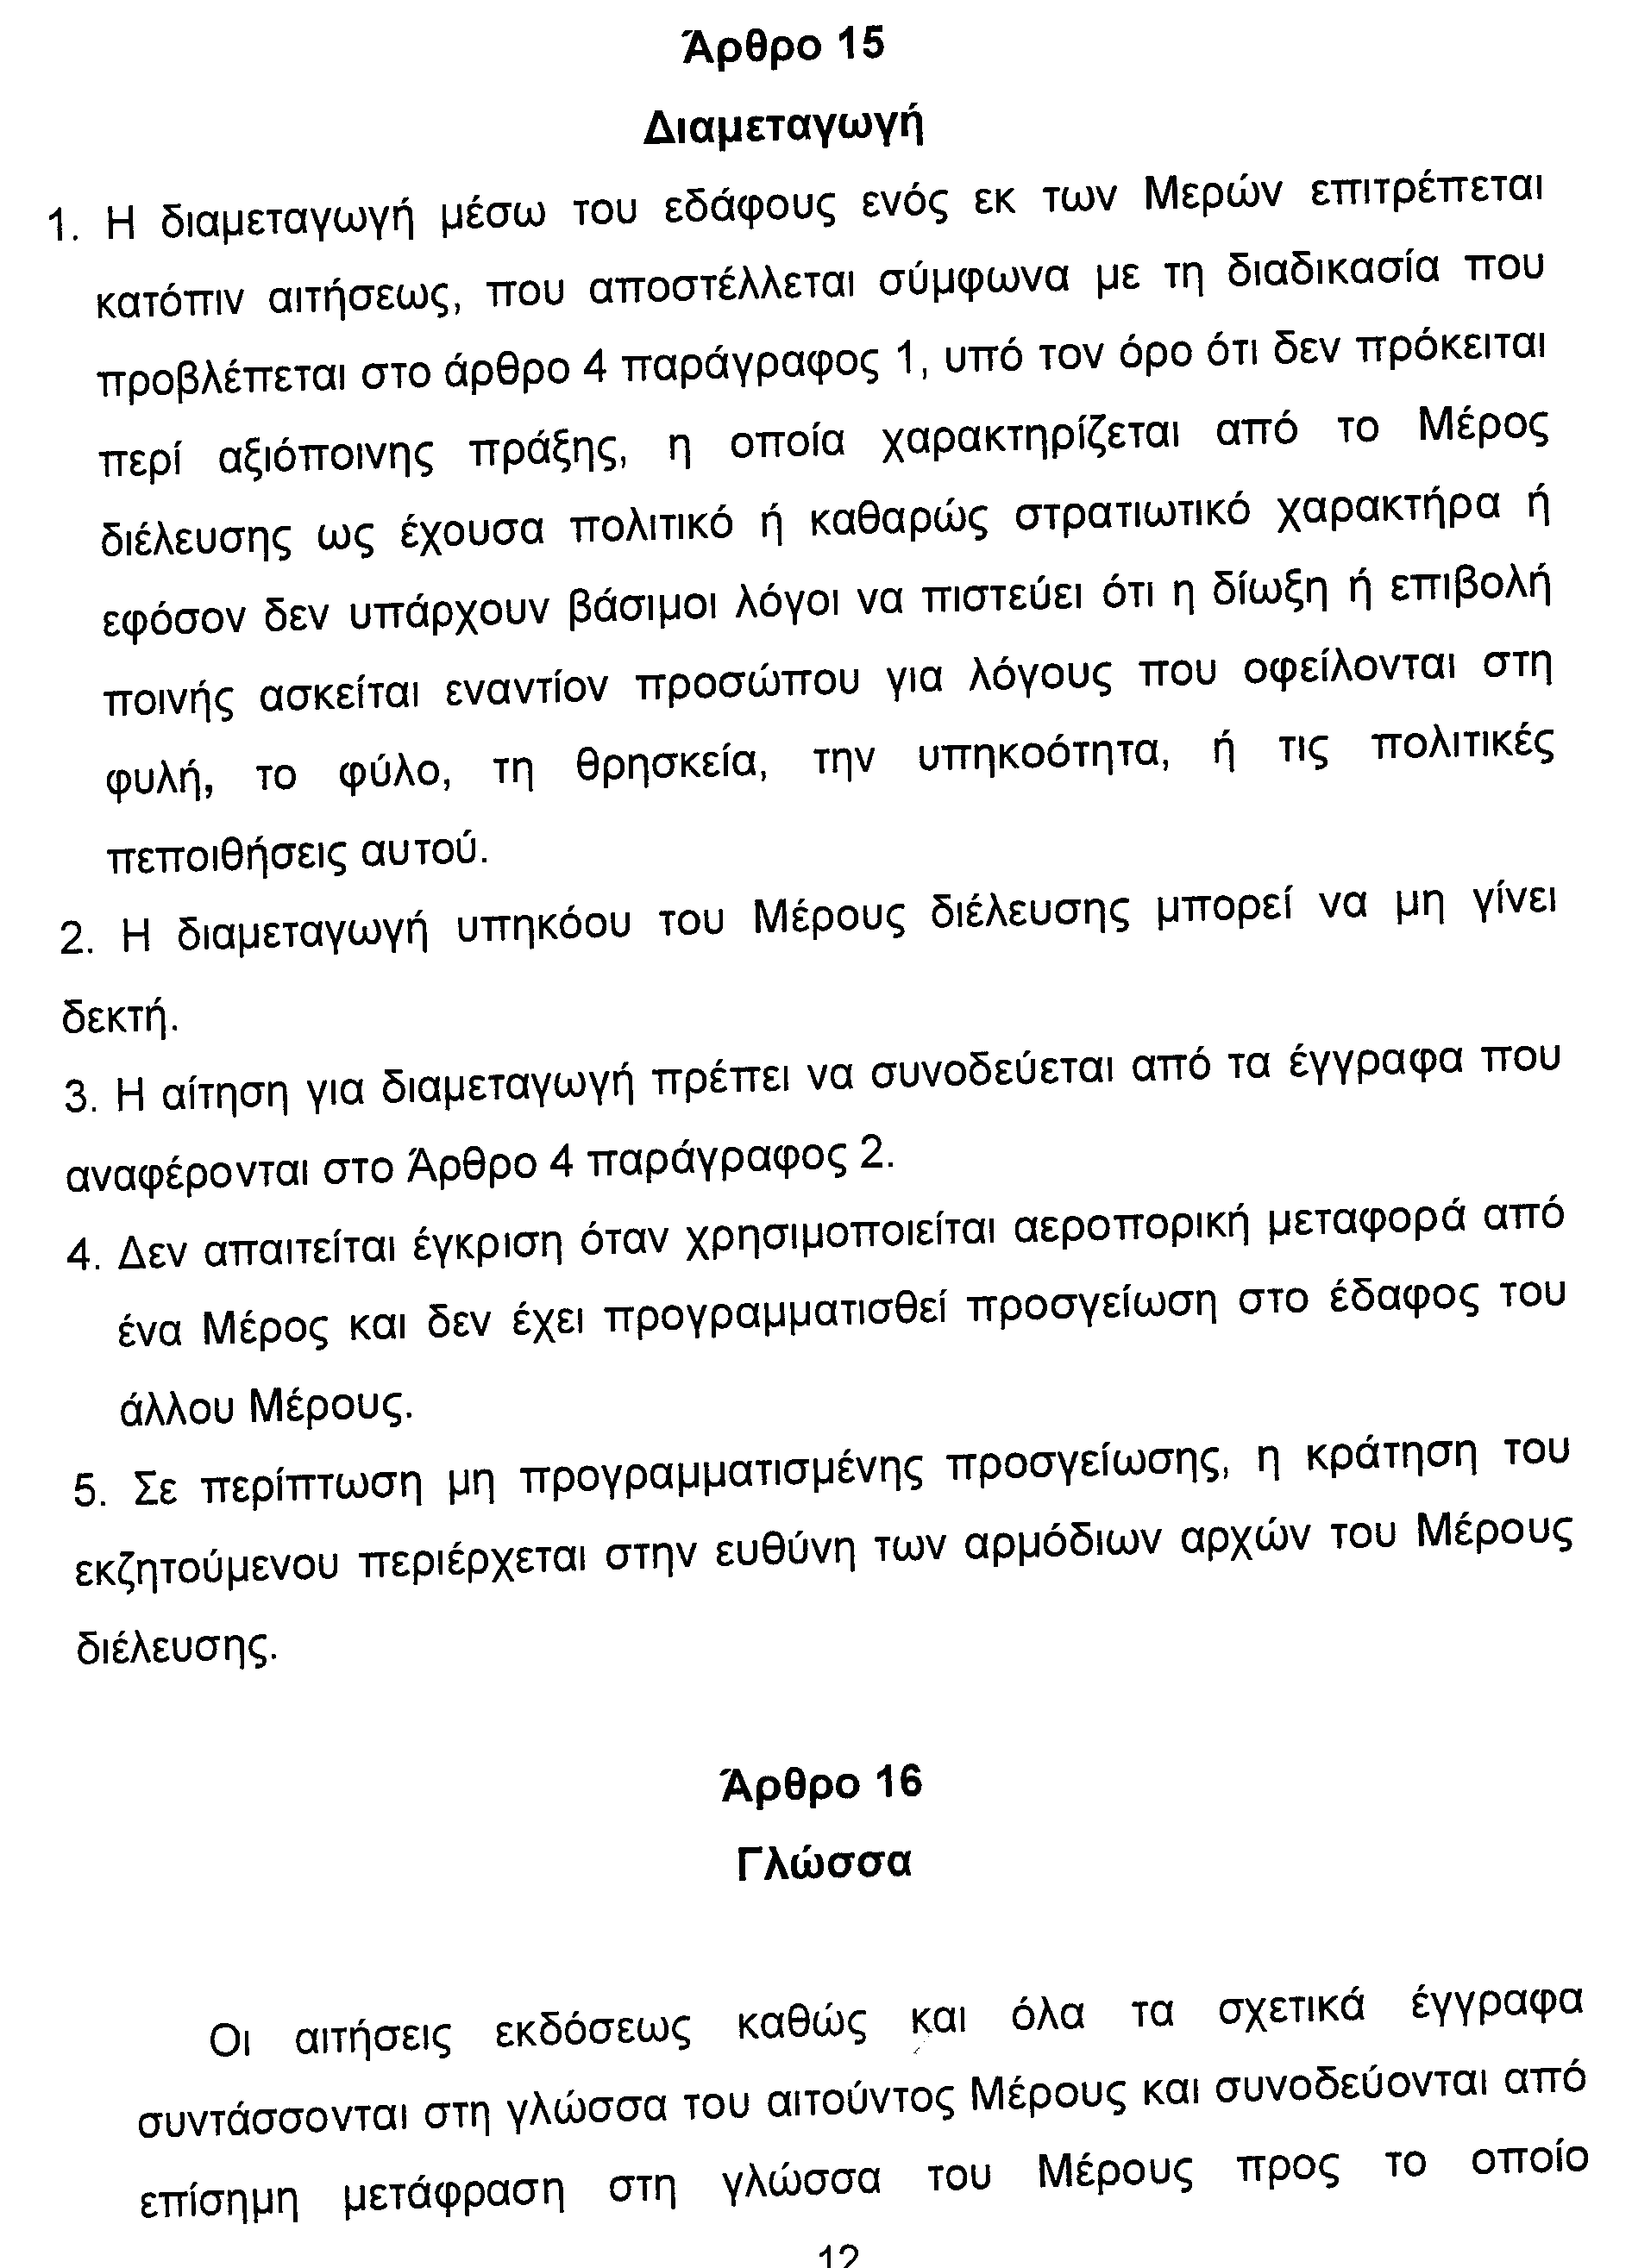 Άρθρο 15
Διαμεταγωγή
1. Η διαμεταγωγή μέσω του εδάφους ενός εκ των Μερών επιτρέπεται
κατόπιν αιτήσεως, που αποστέλλεται σύμφωνα με τη διαδικασία που
προβλέπεται στο άρθρο 4 παράγραφος 1, υπό τον όρο ότι δεν πρόκειται
περί αξιόποινης πράξης, η οποία χαρακτηρίζεται από το Μέρος
διέλευσης ως έχουσα πολιτικό ή καθαρώς στρατιωτικό χαρακτήρα ή
εφόσον δεν υπάρχουν βάσιμοι λόγοι να πιστεύει ότι η δίωξη ή επιβολή
ποινής ασκείται εναντίον προσώπου για λόγους που οφείλονται στη
φυλή, το φύλο, τη θρησκεία, την υπηκοότητα, ή τις πολιτικές
πεποιθήσεις αυτού.
2. Η διαμεταγωγή υπηκόου του Μέρους διέλευσης μπορεί να μη γίνει
δεκτή.
3. Η αίτηση για διαμεταγωγή πρέπει να συνοδεύεται από τα έγγραφα που
αναφέρονται στο Άρθρο 4 παράγραφος 2.
4. Δεν απαιτείται έγκριση όταν χρησιμοποιείται αεροπορική μεταφορά από
ένα Μέρος και δεν έχει προγραμματισθεί προσγείωση στο έδαφος του
άλλου Μέρους.
5. Σε περίπτωση μη προγραμματισμένης προσγείωσης, η κράτηση του
εκζητούμενου περιέρχεται στην ευθύνη των αρμόδιων αρχών του Μέρους
διέλευσης.
Άρθρο 16
Γλώσσα
Οι αιτήσεις εκδόσεως καθώς και όλα τα σχετικά έγγραφα
συντάσσονται στη γλώσσα του αιτούντος Μέρους και συνοδεύονται από
επίσημη μετάφραση στη γλώσσα του Μέρους προς το οποίο
12